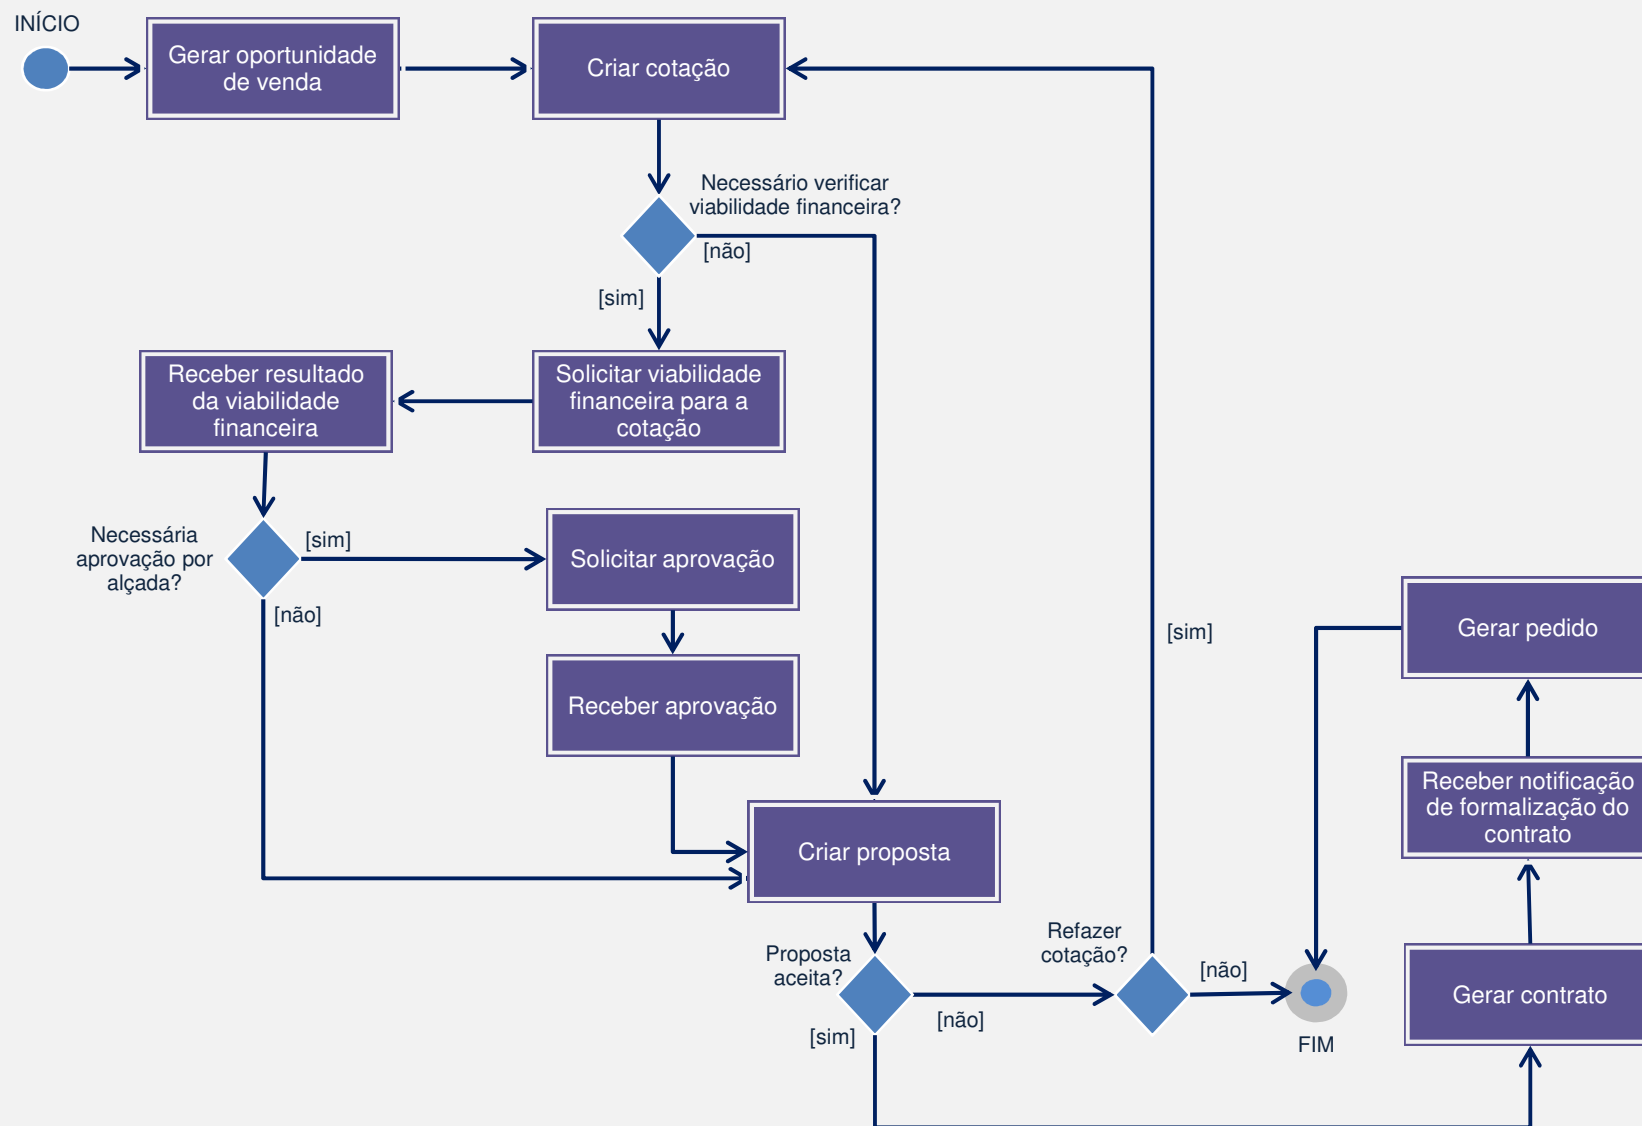 INÍCIO
Gerar oportunidade
de venda
Criar cotação
Necessário verificar
viabilidade financeira?
[não]
[sim]
Receber resultado
da viabilidade
financeira
Solicitar viabilidade
financeira para a
cotação
Necessária
aprovação por
alçada?
[sim]
[não]
Solicitar aprovação
Receber aprovação
[sim]
Gerar pedido
Receber notificação
de formalização do
contrato
Criar proposta
Proposta
aceita?
[sim]
[não]
Refazer
cotação?
[não]
FIM
Gerar contrato